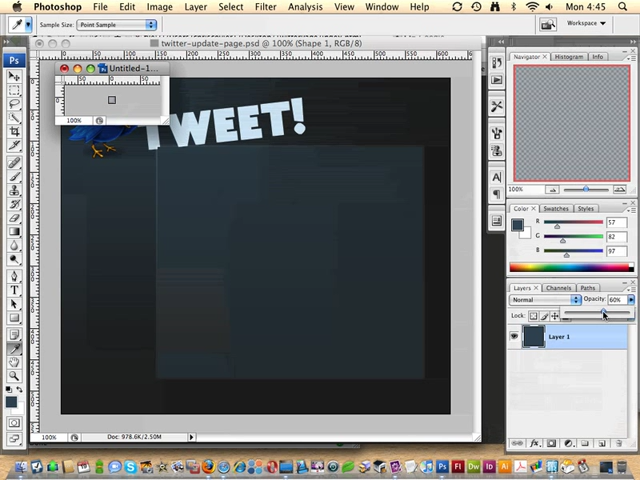 Photoshop File Edit Image Layer Select Filter View Window Help Mon 4:45
Sample Size: Point Sample Workspace
twitter-update-page.psd @ 100% (Shape 1, RGB/8)
Untitled-1...
100%
TWEET!
100% Doc: 978.6K/2.50M
Ps
Navigator Histogram Info
100%
Color Swatches Styles
R 57
G 82
B 97
Layers Channels Paths
Normal Opacity: 60%
Lock:
Layer 1